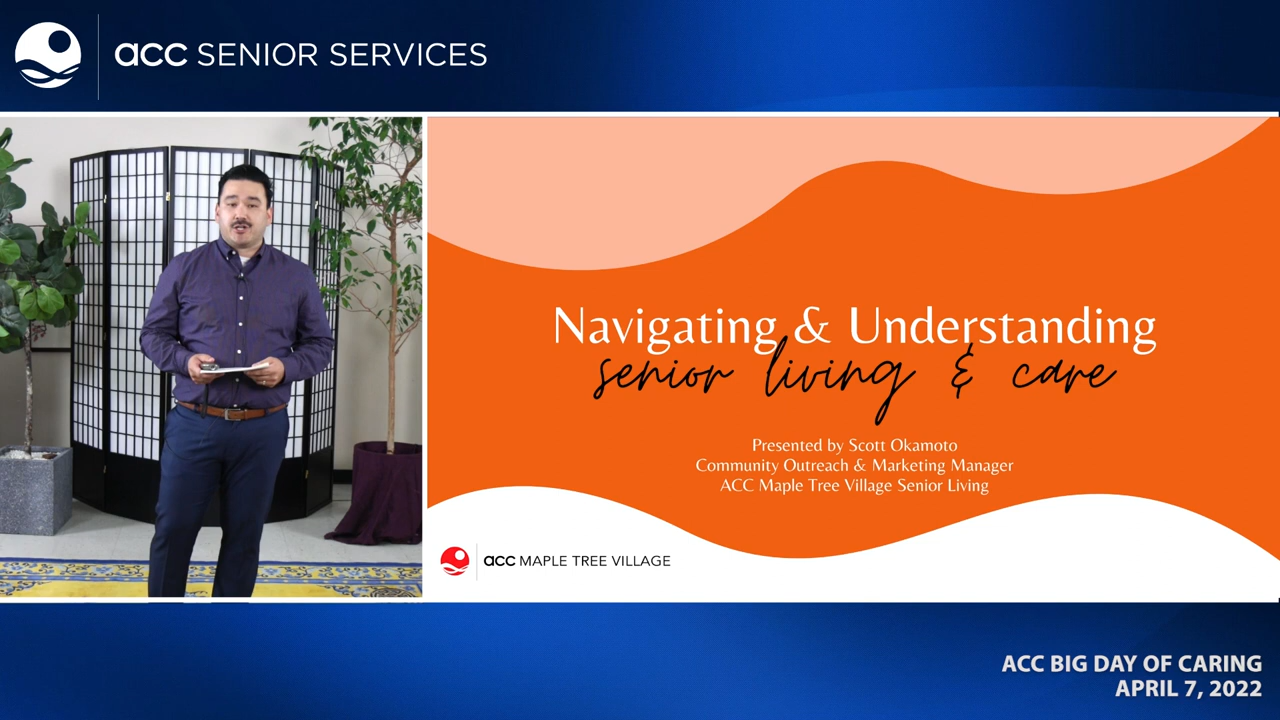 acc SENIOR SERVICES
Navigating & Understanding
senior living & care
Presented by Scott Okamoto
Community Outreach & Marketing Manager
ACC Maple Tree Village Senior Living
acc MAPLE TREE VILLAGE
ACC BIG DAY OF CARING
APRIL 7, 2022